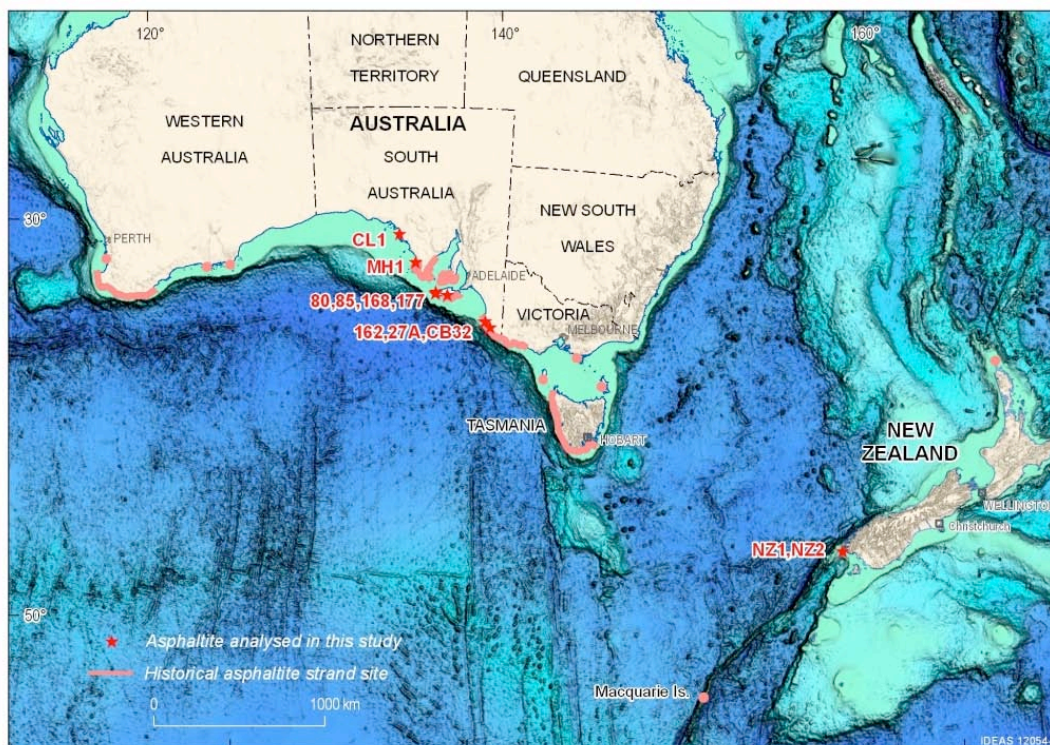 120°
140°
160°
NORTHERN
TERRITORY
QUEENSLAND
WESTERN
AUSTRALIA
AUSTRALIA
SOUTH
AUSTRALIA
NEW SOUTH
WALES
30°
PERTH
CL1
MH1
ADELAIDE
80,85,168,177
162,27A,CB32
VICTORIA
MELBOURNE
TASMANIA
HOBART
NEW
ZEALAND
WELLINGTON
Christchurch
NZ1,NZ2
50°
Asphaltite analysed in this study
Historical asphaltite strand site
0
1000 km
Macquarie Is.